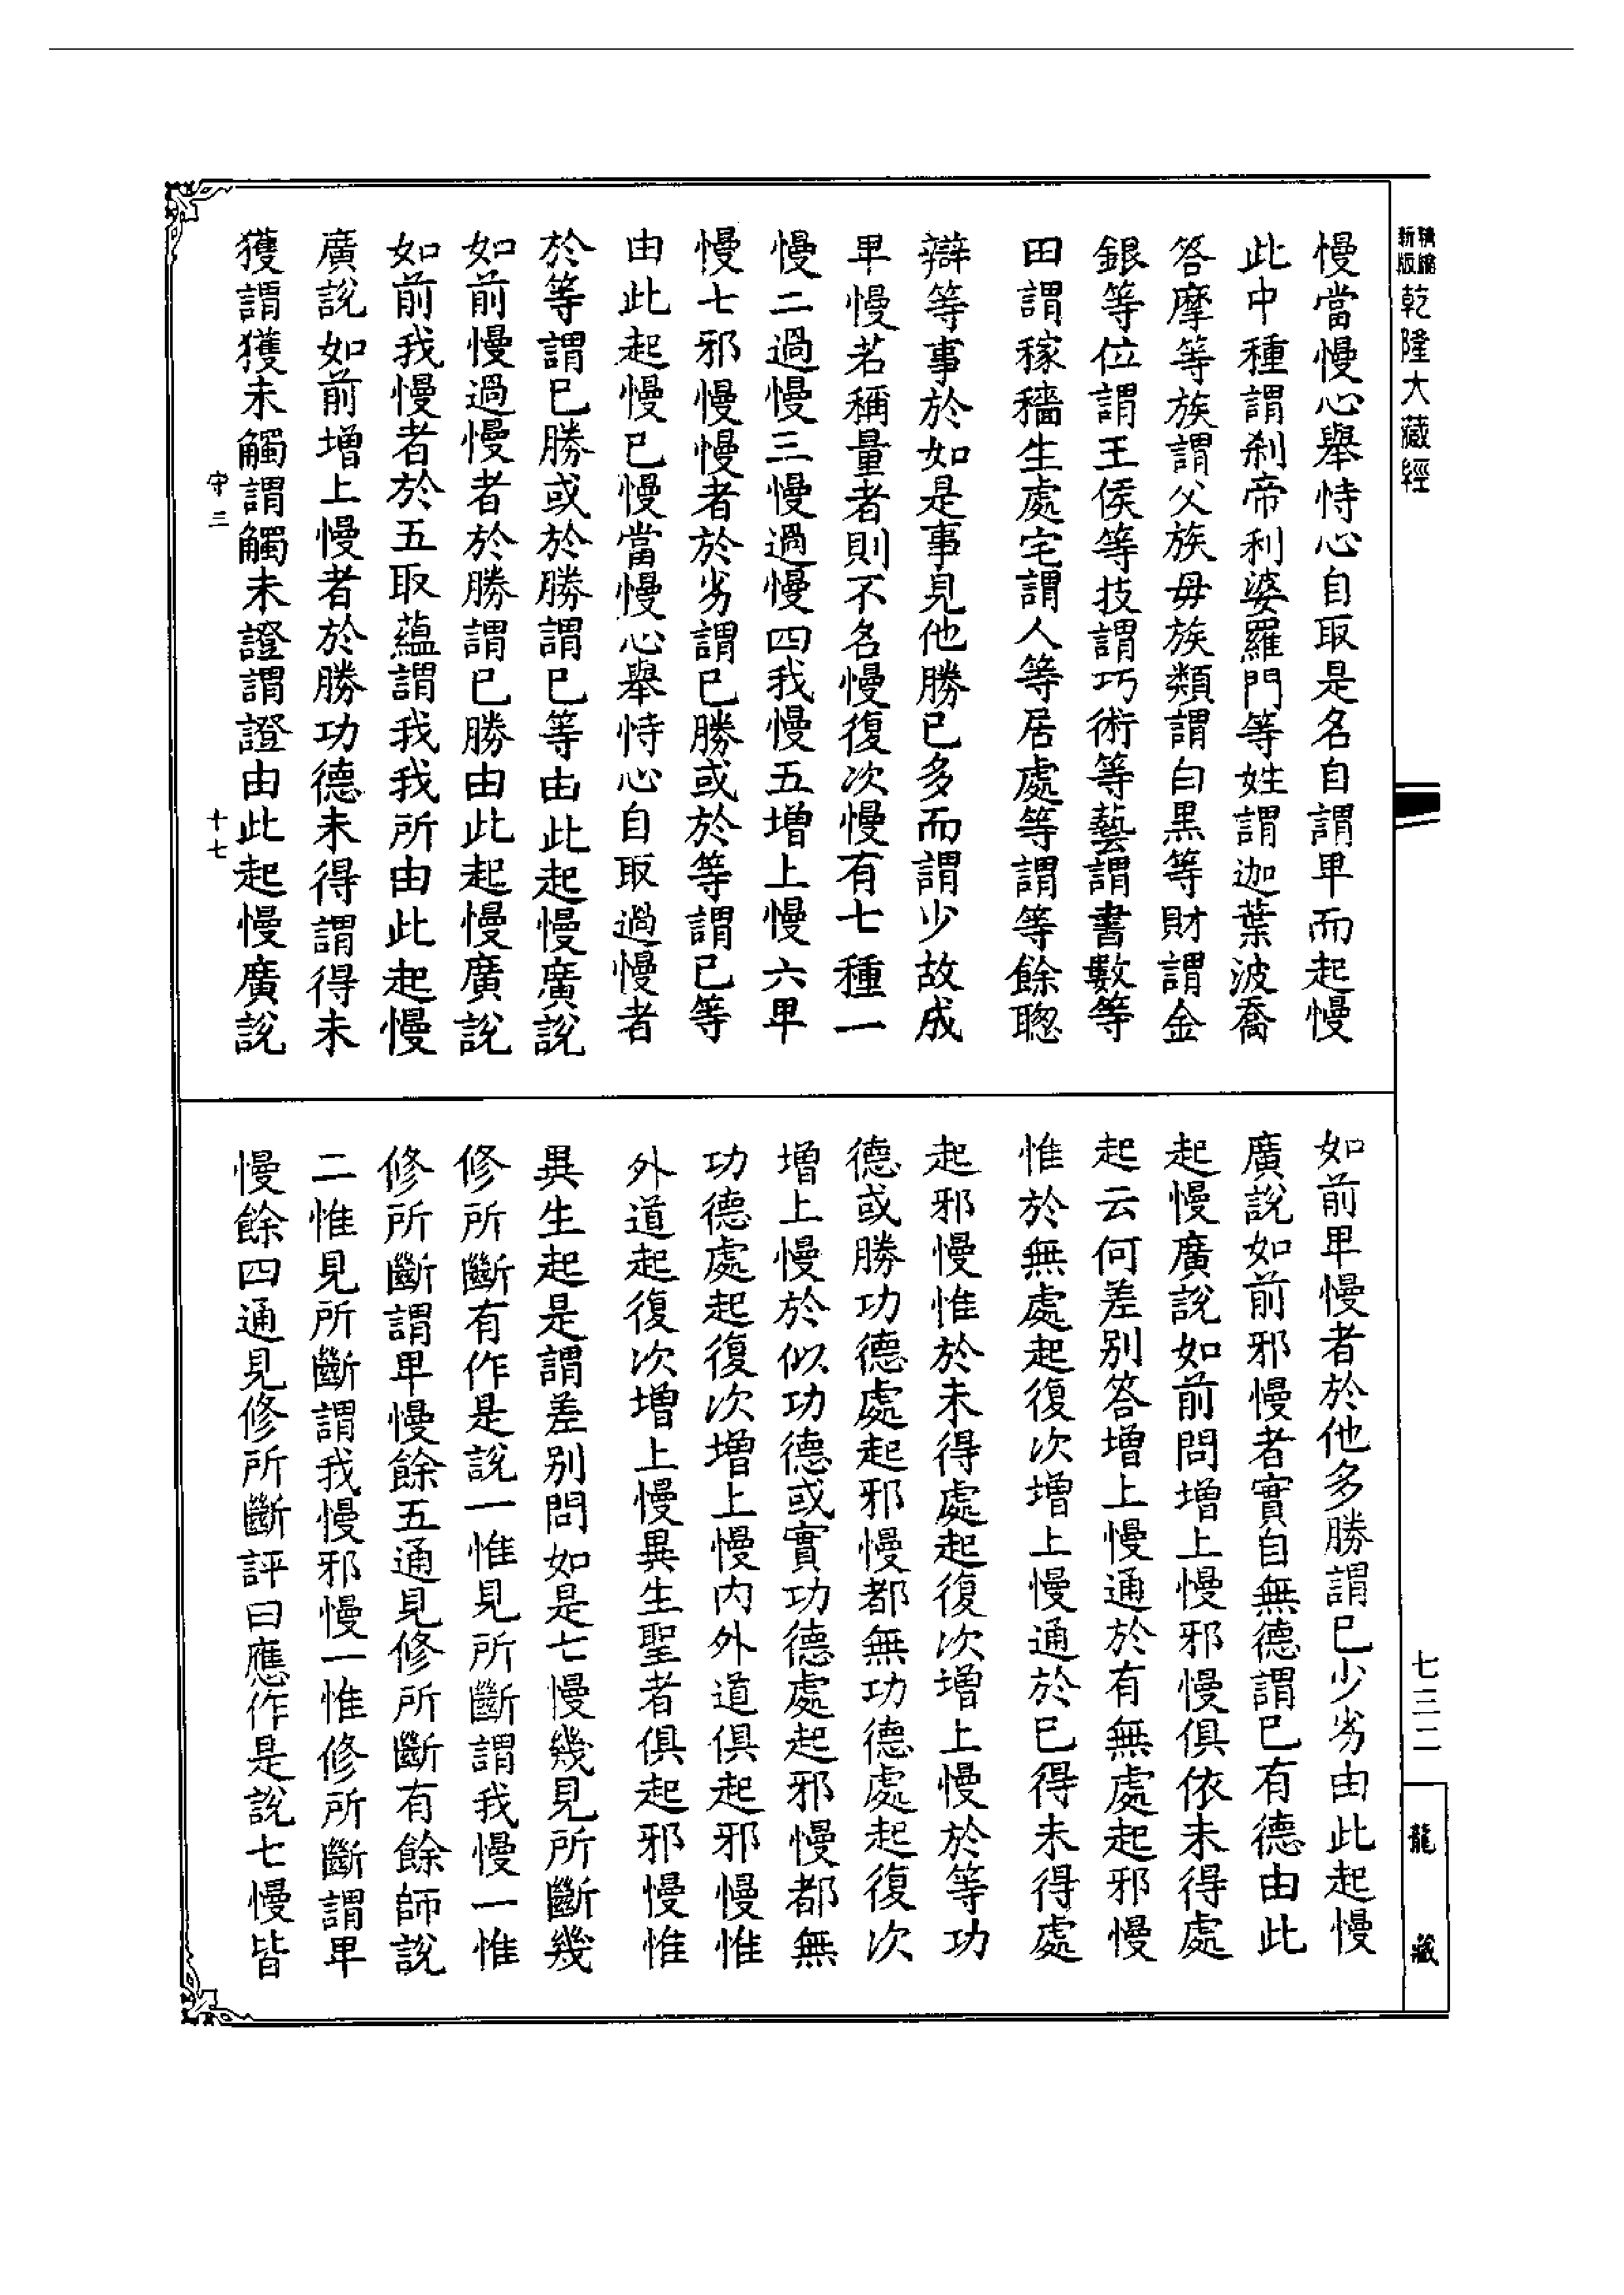 新版精縮乾隆大藏經
慢當慢心舉恃心自取是名自謂卑而起慢
此中種謂剎帝利婆羅門等姓謂迦葉波喬
答摩等族謂父族母族類謂白黑等財謂金
銀等位謂王侯等技謂巧術等藝謂書數等
田謂稼穡生處宅謂人等居處等謂等餘聰
辯等事於如是事見他勝已多而謂少故成
卑慢若稱量者則不名慢復次慢有七種一
慢二過慢三慢過慢四我慢五增上慢六卑
慢七邪慢慢者於劣謂已勝或於等謂已等
由此起慢已慢當慢心舉恃心自取過慢者
於等謂已勝或於勝謂已等由此起慢廣說
如前慢過慢者於勝謂已勝由此起慢廣說
如前我慢者於五取蘊謂我我所由此起慢
廣說如前增上慢者於勝功德未得謂得未
獲謂獲未觸謂觸未證謂證由此起慢廣說
守三
十七
如前卑慢者於他多勝謂已少劣由此起慢
廣說如前邪慢者實自無德謂已有德由此
起慢廣說如前問增上慢邪慢俱依未得處
起云何差別答增上慢通於有無處起邪慢
惟於無處起復次增上慢通於已得未得處
起邪慢惟於未得處起復次增上慢於等功
德或勝功德處起邪慢都無功德處起復次
增上慢於似功德或實功德處起邪慢都無
功德處起復次增上慢內外道俱起邪慢惟
外道起復次增上慢異生聖者俱起邪慢惟
異生起是謂差別問如是七慢幾見所斷幾
修所斷有作是說一惟見所斷謂我慢一惟
修所斷謂卑慢餘五通見修所斷有餘師說
二惟見所斷謂我慢邪慢一惟修所斷謂卑
慢餘四通見修所斷評曰應作是說七慢皆
七三二
龍藏